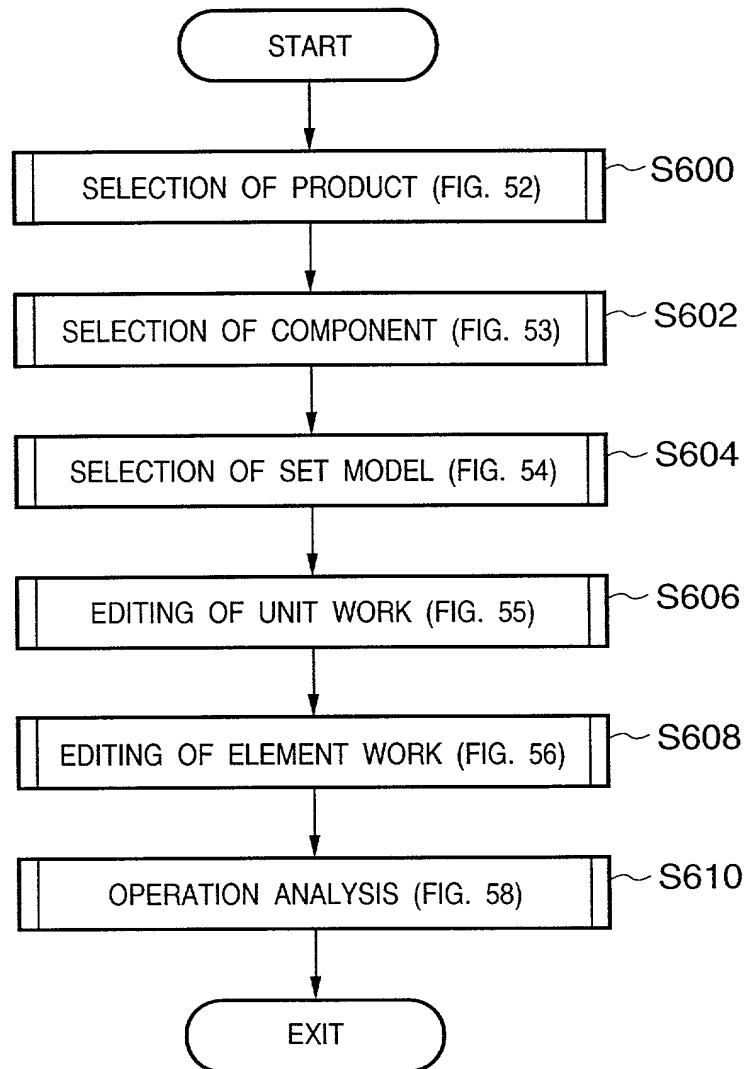 START
SELECTION OF PRODUCT (FIG. 52)
S600
SELECTION OF COMPONENT (FIG. 53)
S602
SELECTION OF SET MODEL (FIG. 54)
S604
EDITING OF UNIT WORK (FIG. 55)
S606
EDITING OF ELEMENT WORK (FIG. 56)
S608
OPERATION ANALYSIS (FIG. 58)
S610
EXIT